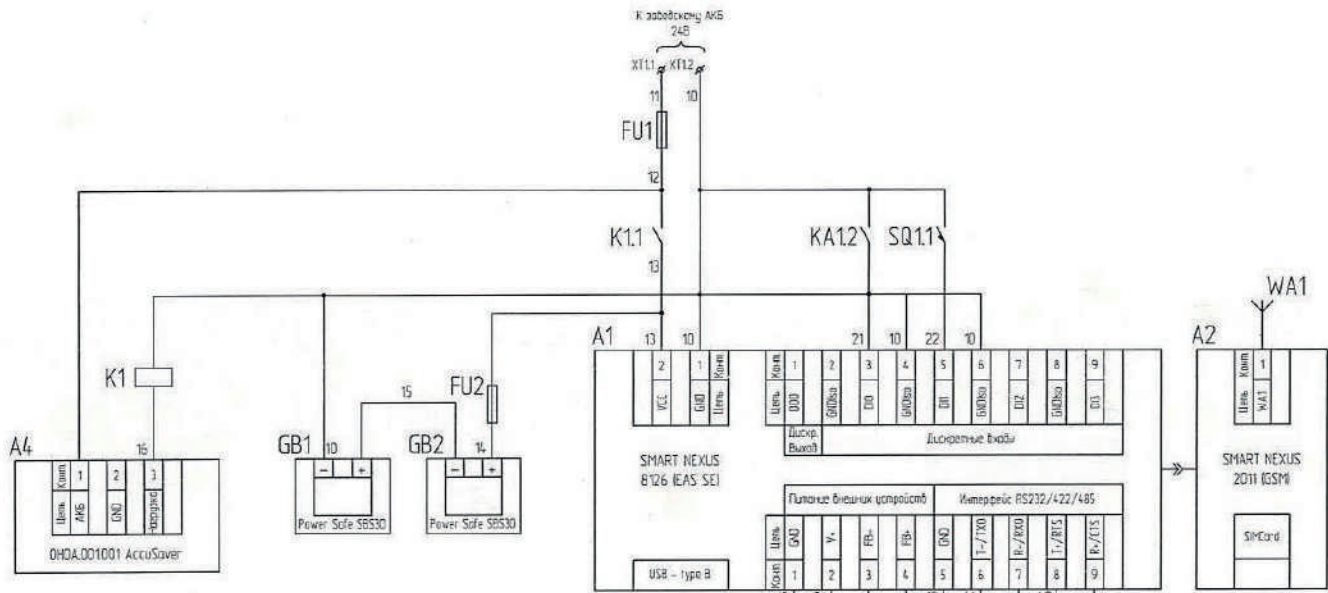 К заводскому АКБ
24В
XT1.1 XT1.2
11 10
FU1
12
K1.1 KA1.2 SQ1.1
13
WA1
A1 13 10 21 10 22 10 A2
K1
FU2
15
2 1 Конт. Конт. 1 2 3 4 5 6 7 8 9
VCC GND Цепь Цепь DO0 GNDiso DI0 GNDiso DI1 GNDiso DI2 GNDiso DI3
Конт. 1
Цепь WA1
Дискр. Выход
Дискретные входы
A4 16 GB1 10 GB2 14
SMART NEXUS
8126 (EAS SE)
SMART NEXUS
2011 (GSM)
Конт. 1 2 3
Цепь АКБ GND Нагрузка
− + − +
Power Safe SBS30 Power Safe SBS30
0HDA.001001 AccuSaver
Питание внешних устройств Интерфейс RS232/422/485
Цепь GND V+ FB- FB+ GND T-/TXD R-/RXD T+/RTS R+/CTS
Конт. 1 2 3 4 5 6 7 8 9
USB - type B
SIMCard